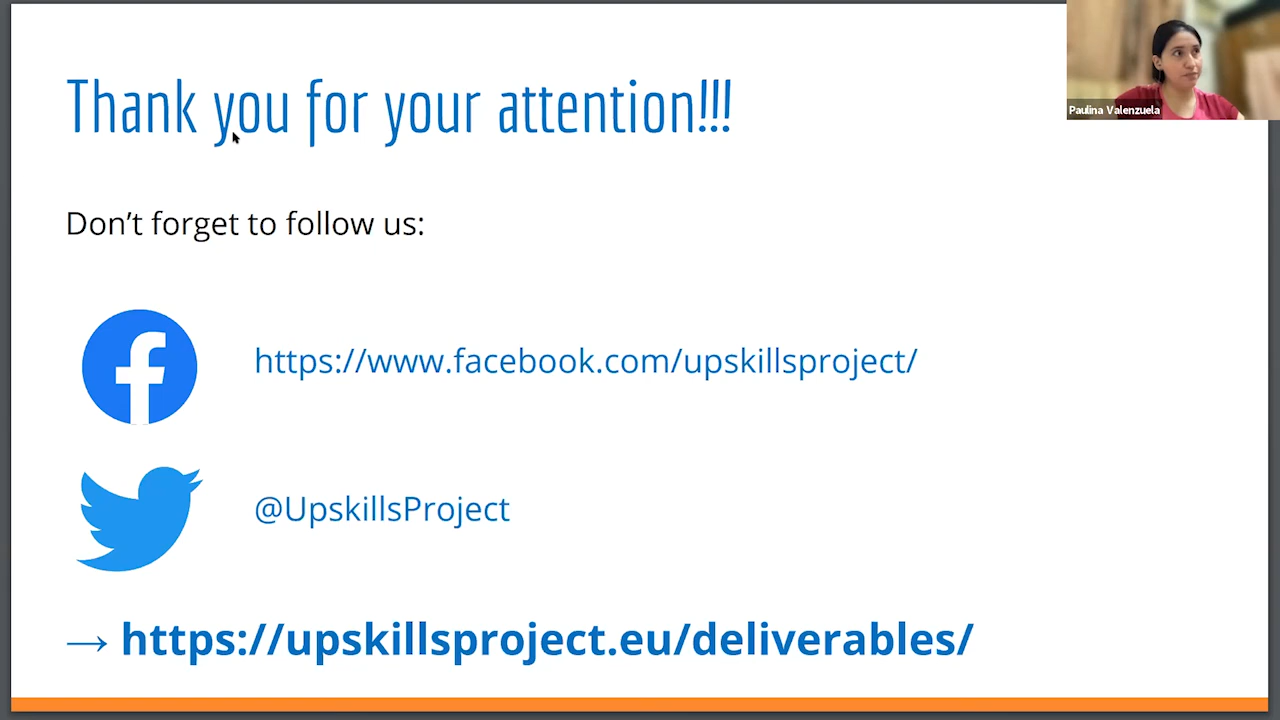 Thank you for your attention!!!
Paulina Valenzuela
Don’t forget to follow us:
https://www.facebook.com/upskillsproject/
@UpskillsProject
→ https://upskillsproject.eu/deliverables/